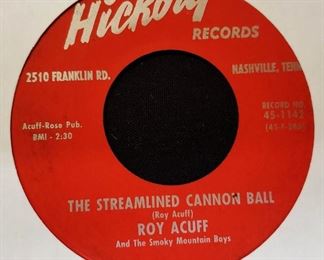 Hickory
RECORDS
2510 FRANKLIN RD.
NASHVILLE, TENN.
Acuff-Rose Pub.
BMI - 2:30
RECORD NO.
45-1142
THE STREAMLINED CANNON BALL
(Roy Acuff)
ROY ACUFF
And The Smoky Mountain Boys